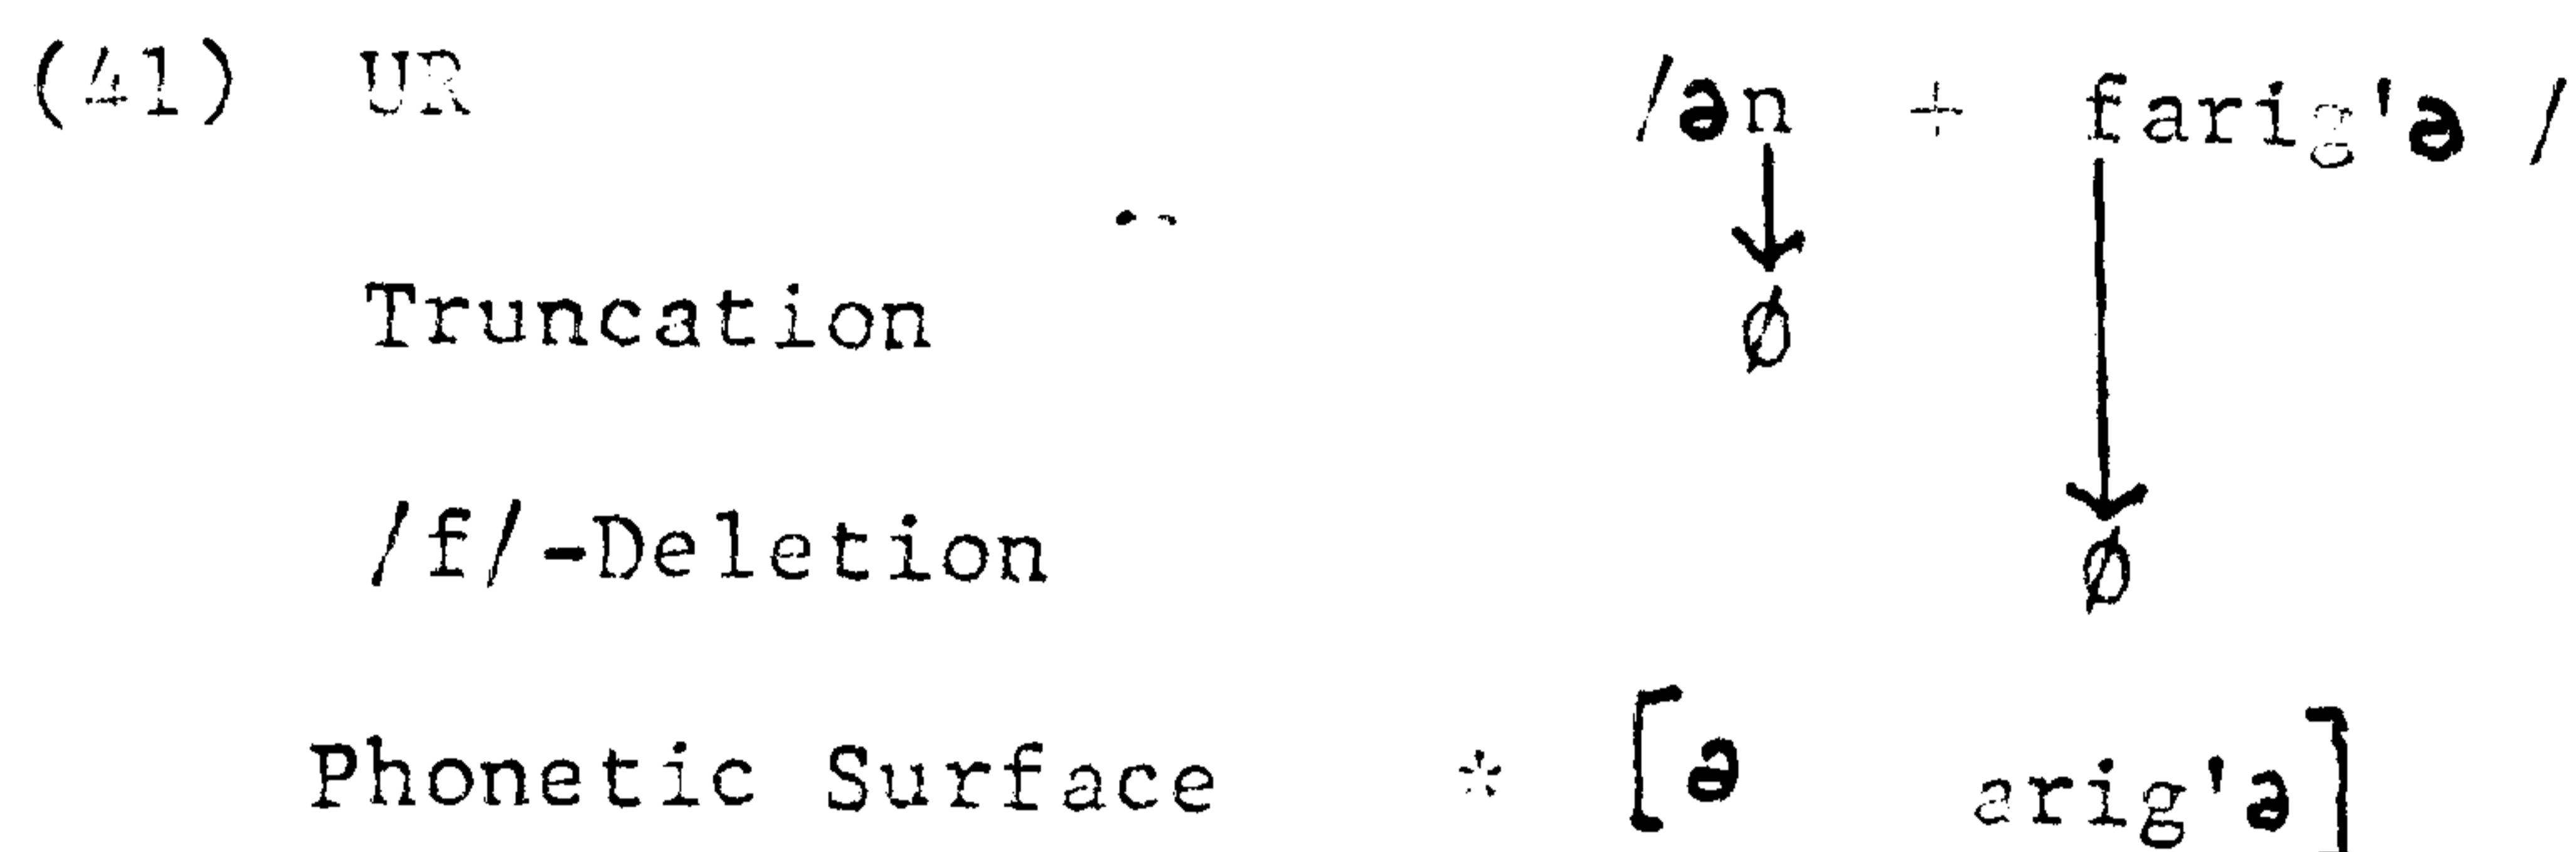 (41) UR /ən + farig'ə /
Truncation ∅
/f/-Deletion ∅
Phonetic Surface * [ə arig'ə]